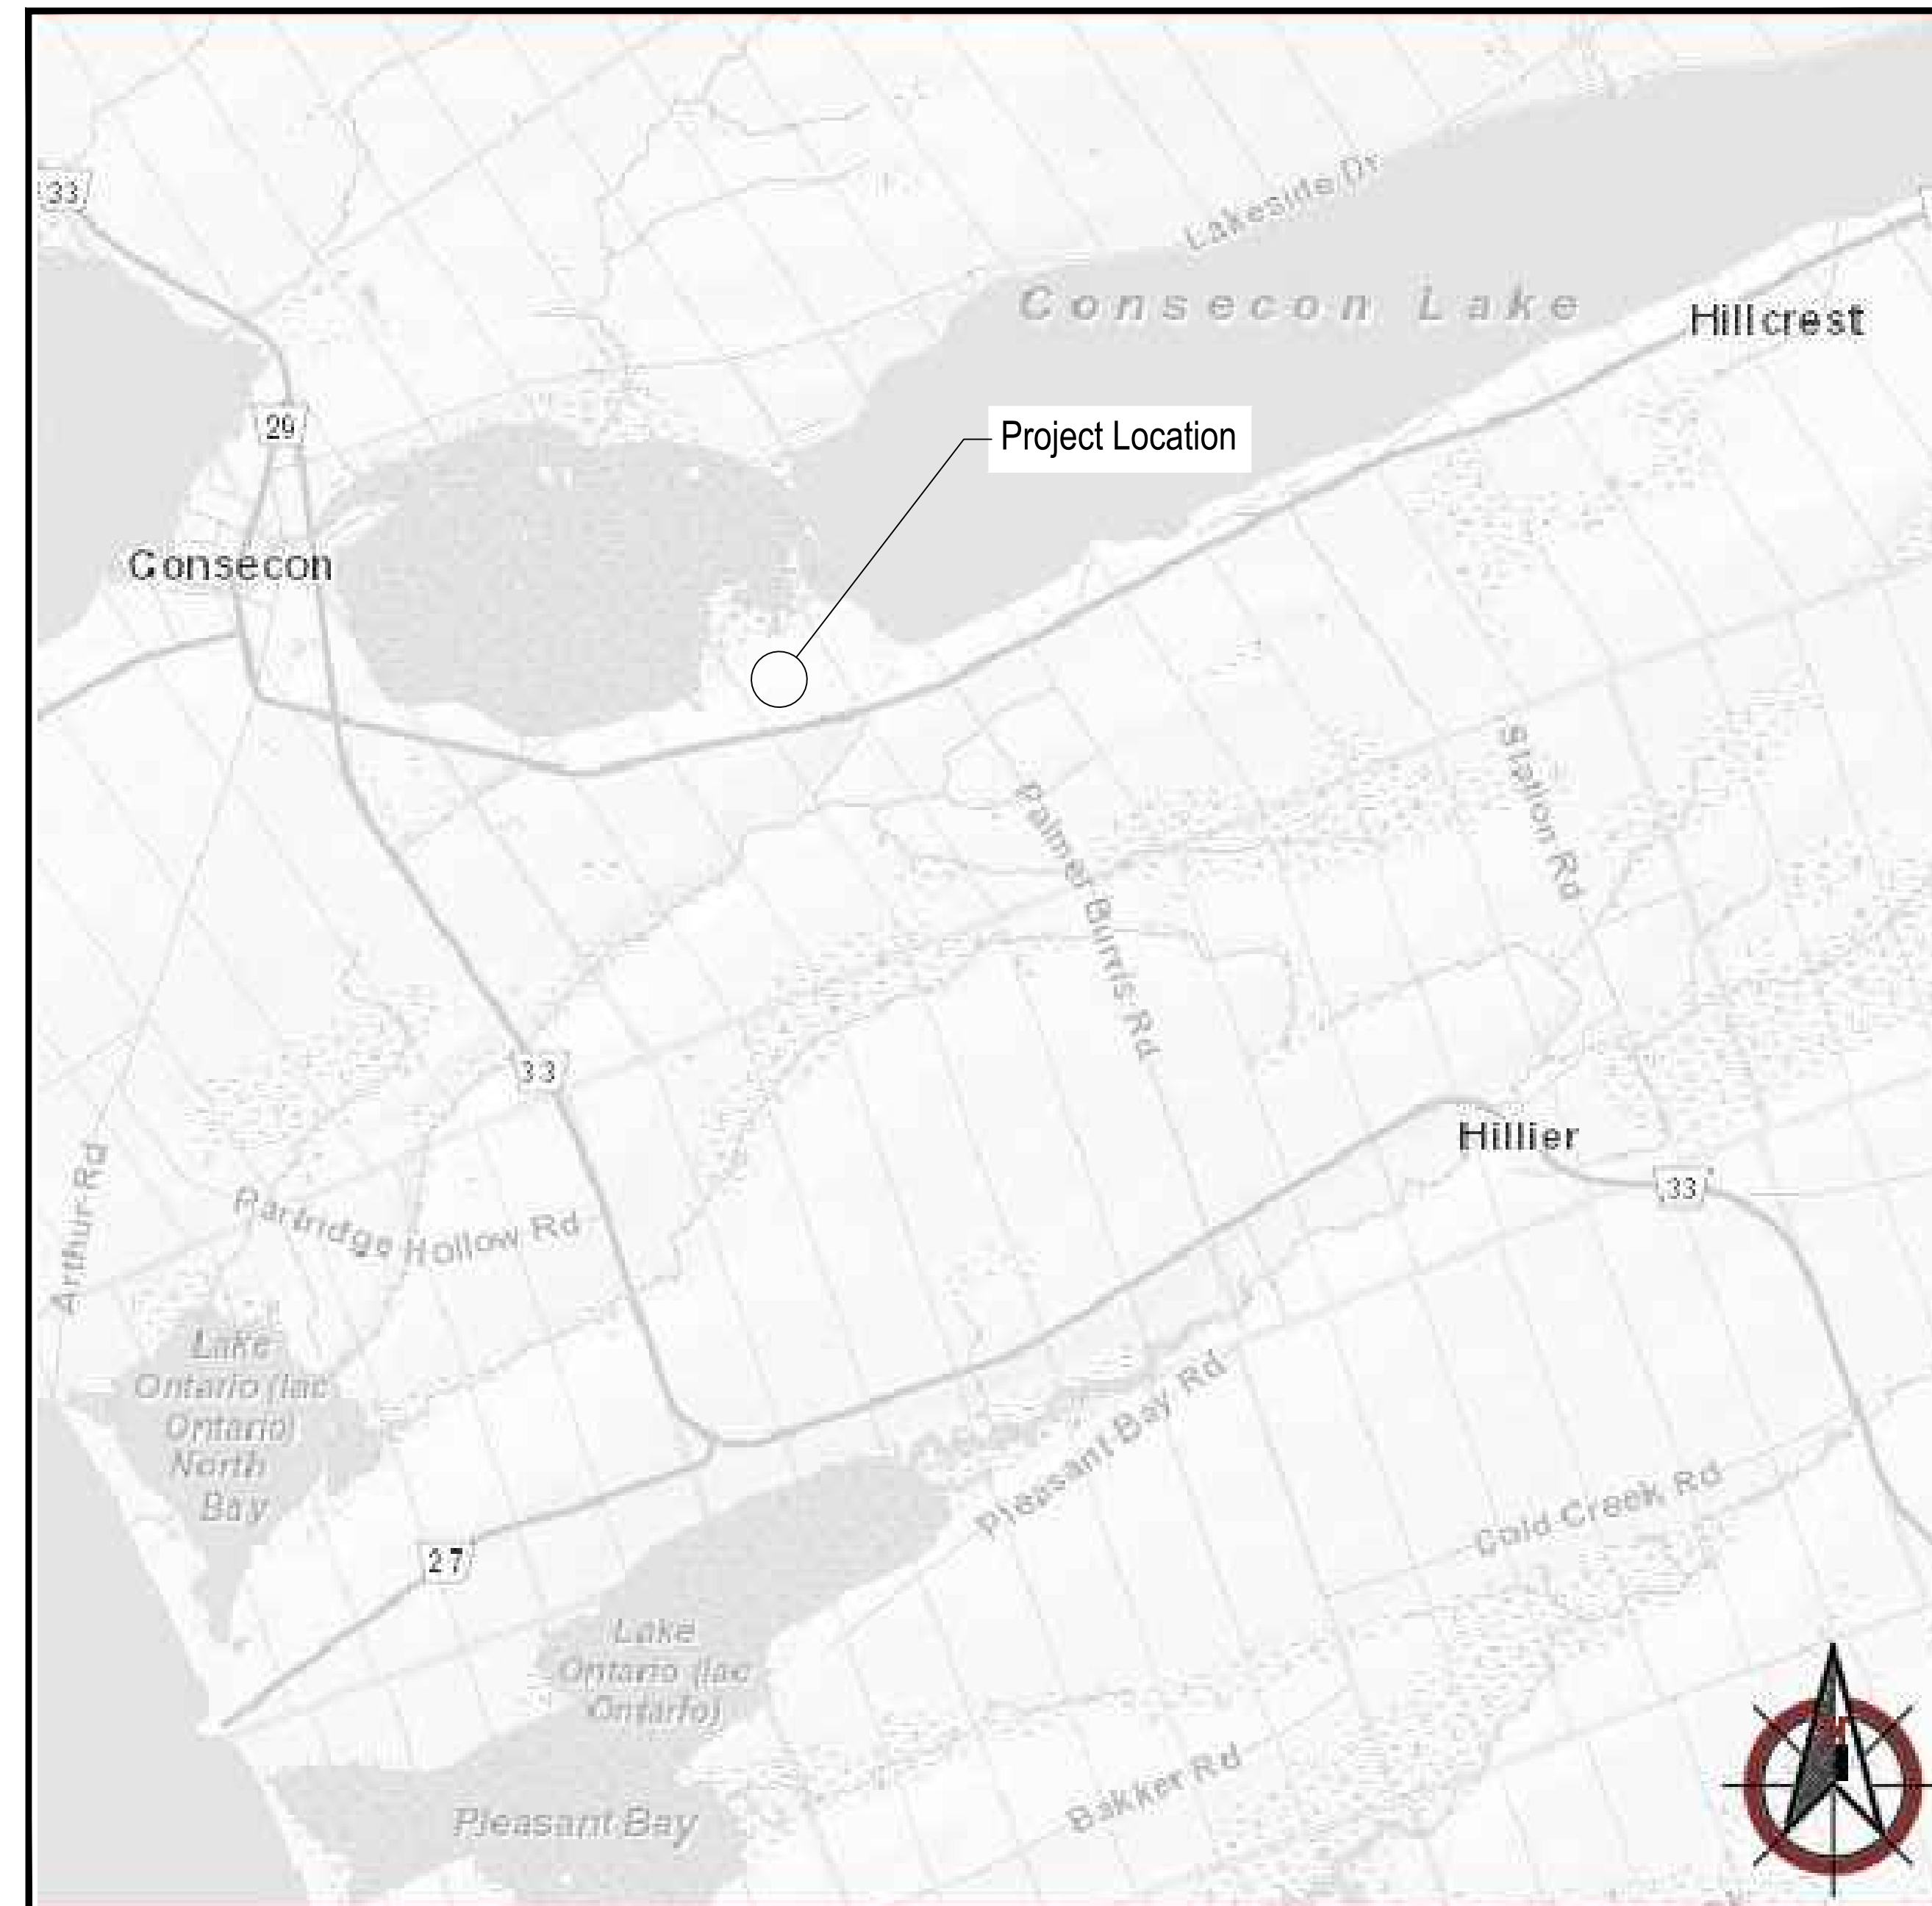 33
Lakeside Dr
Consecon Lake
Hillcrest
29
Project Location
Consecon
Station Rd
Palmer Burris Rd
33
Hillier
Arthur Rd
33
Partridge Hollow Rd
Lake
Ontario (lac
Ontario)
North
Bay
Pleasant Bay Rd
Cold Creek Rd
27
Lake
Ontario (lac
Ontario)
Bakker Rd
Pleasant Bay